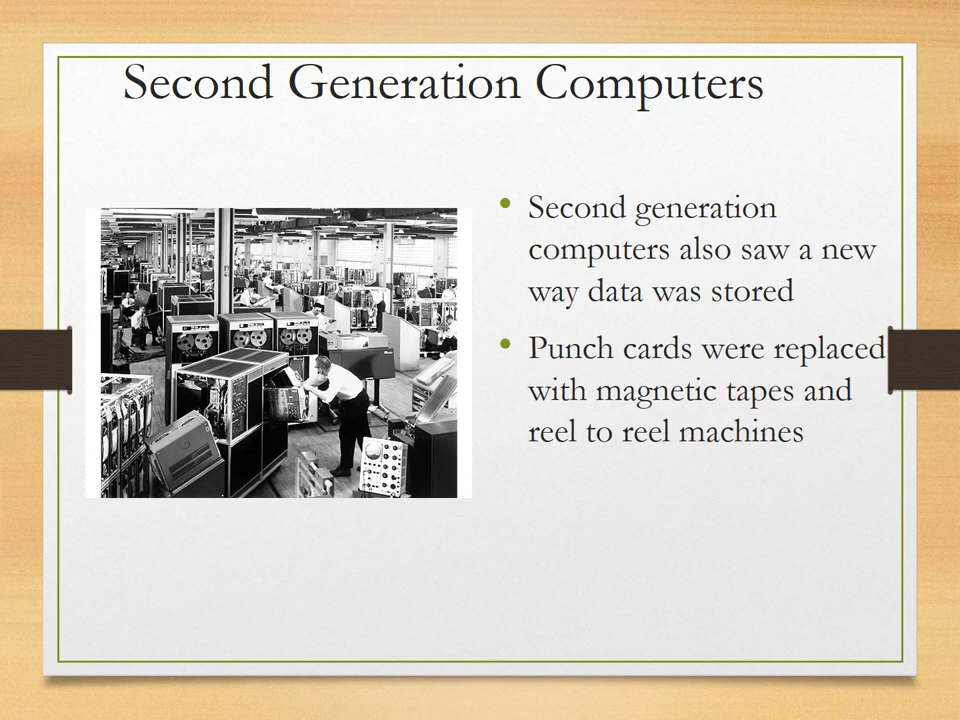 Second Generation Computers
• Second generation
computers also saw a new
way data was stored
• Punch cards were replaced
with magnetic tapes and
reel to reel machines